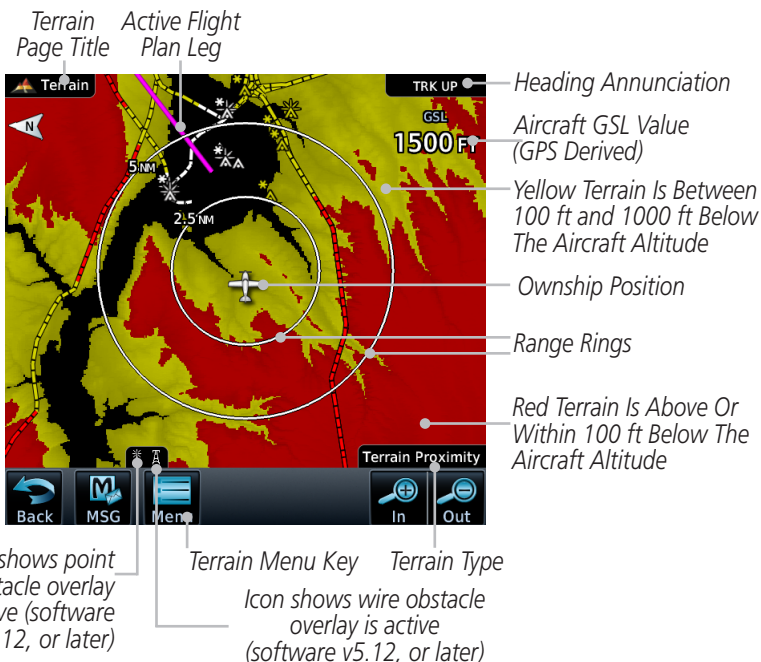 Terrain
Page Title
Active Flight
Plan Leg
Terrain
TRK UP
Heading Annunciation
N
GSL
1500 FT
Aircraft GSL Value
(GPS Derived)
5 NM
Yellow Terrain Is Between
100 ft and 1000 ft Below
The Aircraft Altitude
2.5 NM
Ownship Position
Range Rings
Red Terrain Is Above Or
Within 100 ft Below The
Aircraft Altitude
Terrain Proximity
Back
MSG
Menu
In
Out
shows point
tacle overlay
ve (software
.12, or later)
Terrain Menu Key
Terrain Type
Icon shows wire obstacle
overlay is active
(software v5.12, or later)